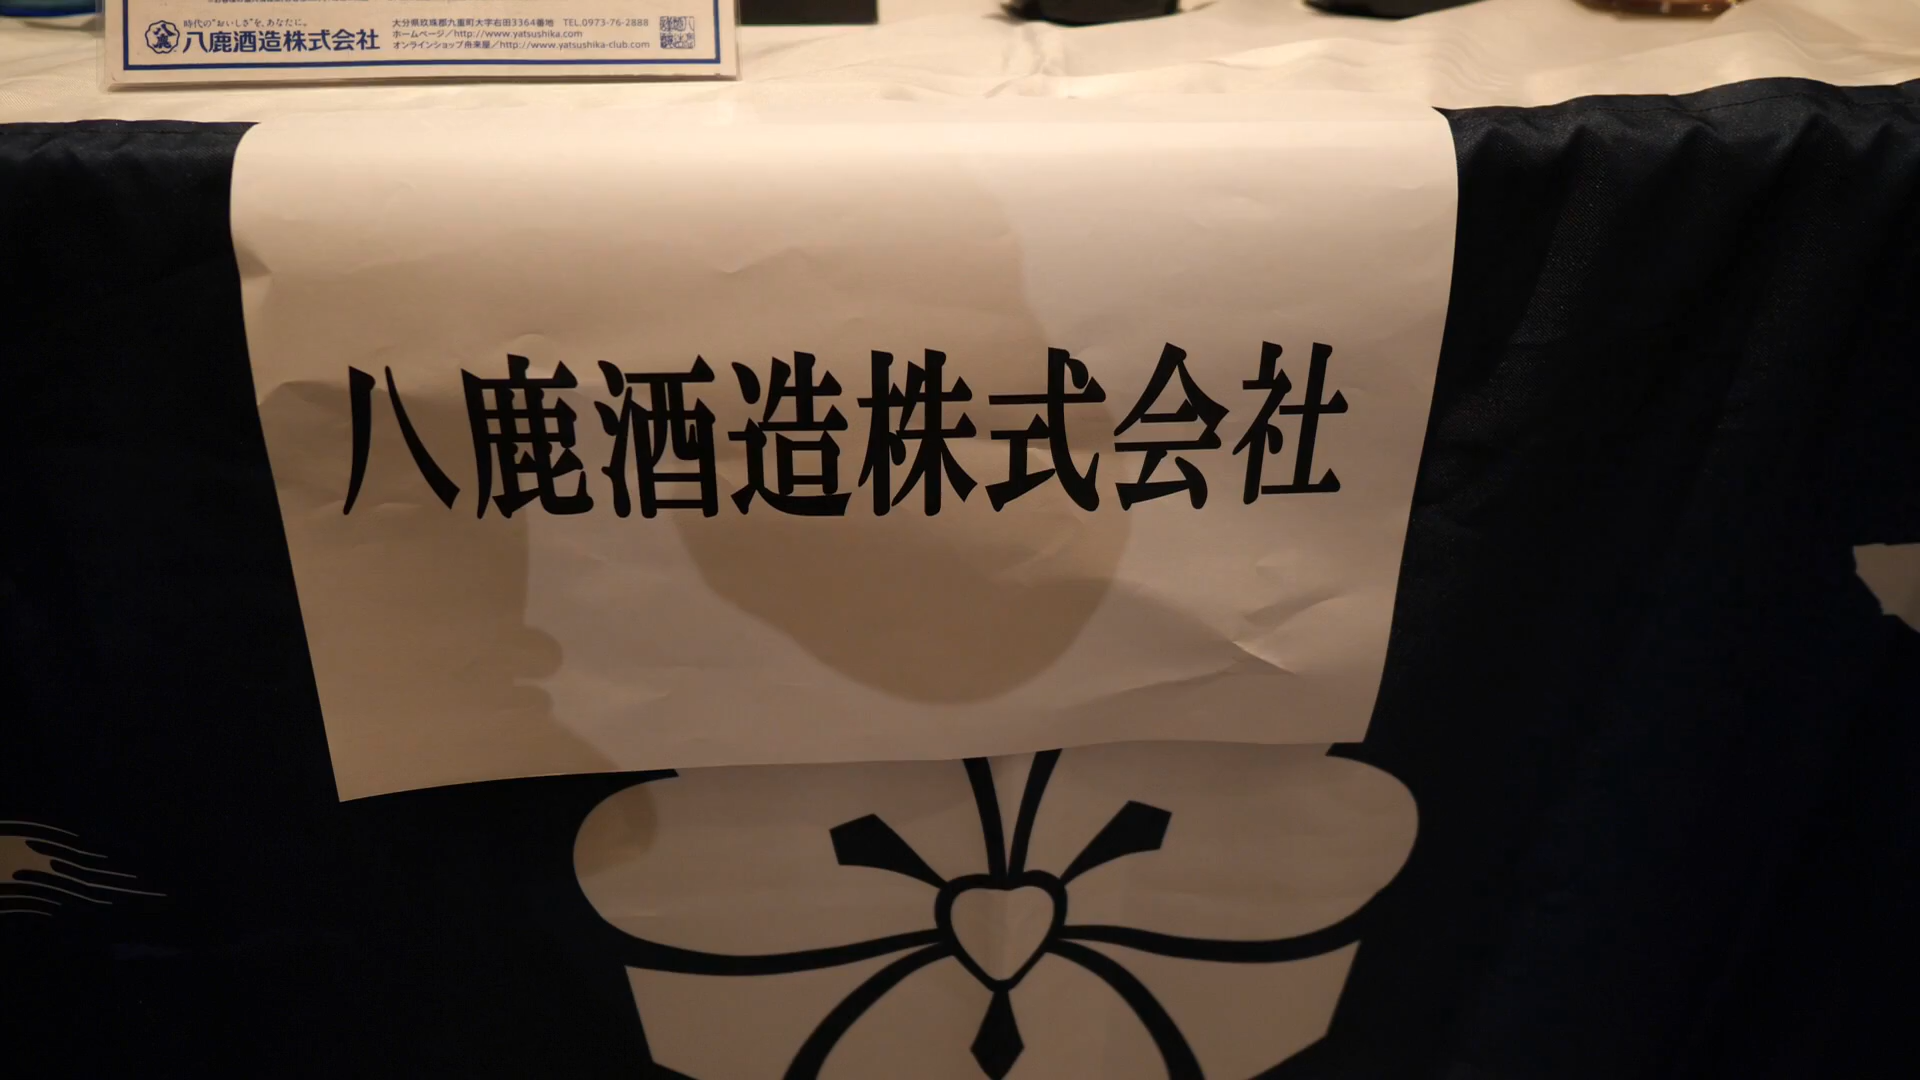 時代の"おいしさ"を、あなたに。
八鹿酒造株式会社
大分県玖珠郡九重町大字右田3364番地 TEL.0973-76-2888
ホームページ/http://www.yatsushika.com
オンラインショップ舟来屋/http://www.yatsushika-club.com
八鹿酒造株式会社